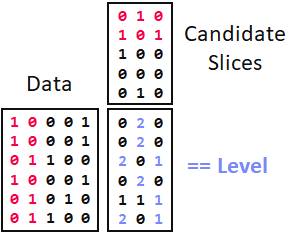 0 1 0
1 0 1
1 0 0
0 0 0
0 1 0
Candidate
Slices
Data
1 0 0 0 1
1 0 0 0 1
0 1 1 0 0
1 0 0 0 1
0 1 0 1 0
0 1 1 0 0
0 2 0
0 2 0
2 0 1
0 2 0
1 1 1
2 0 1
== Level